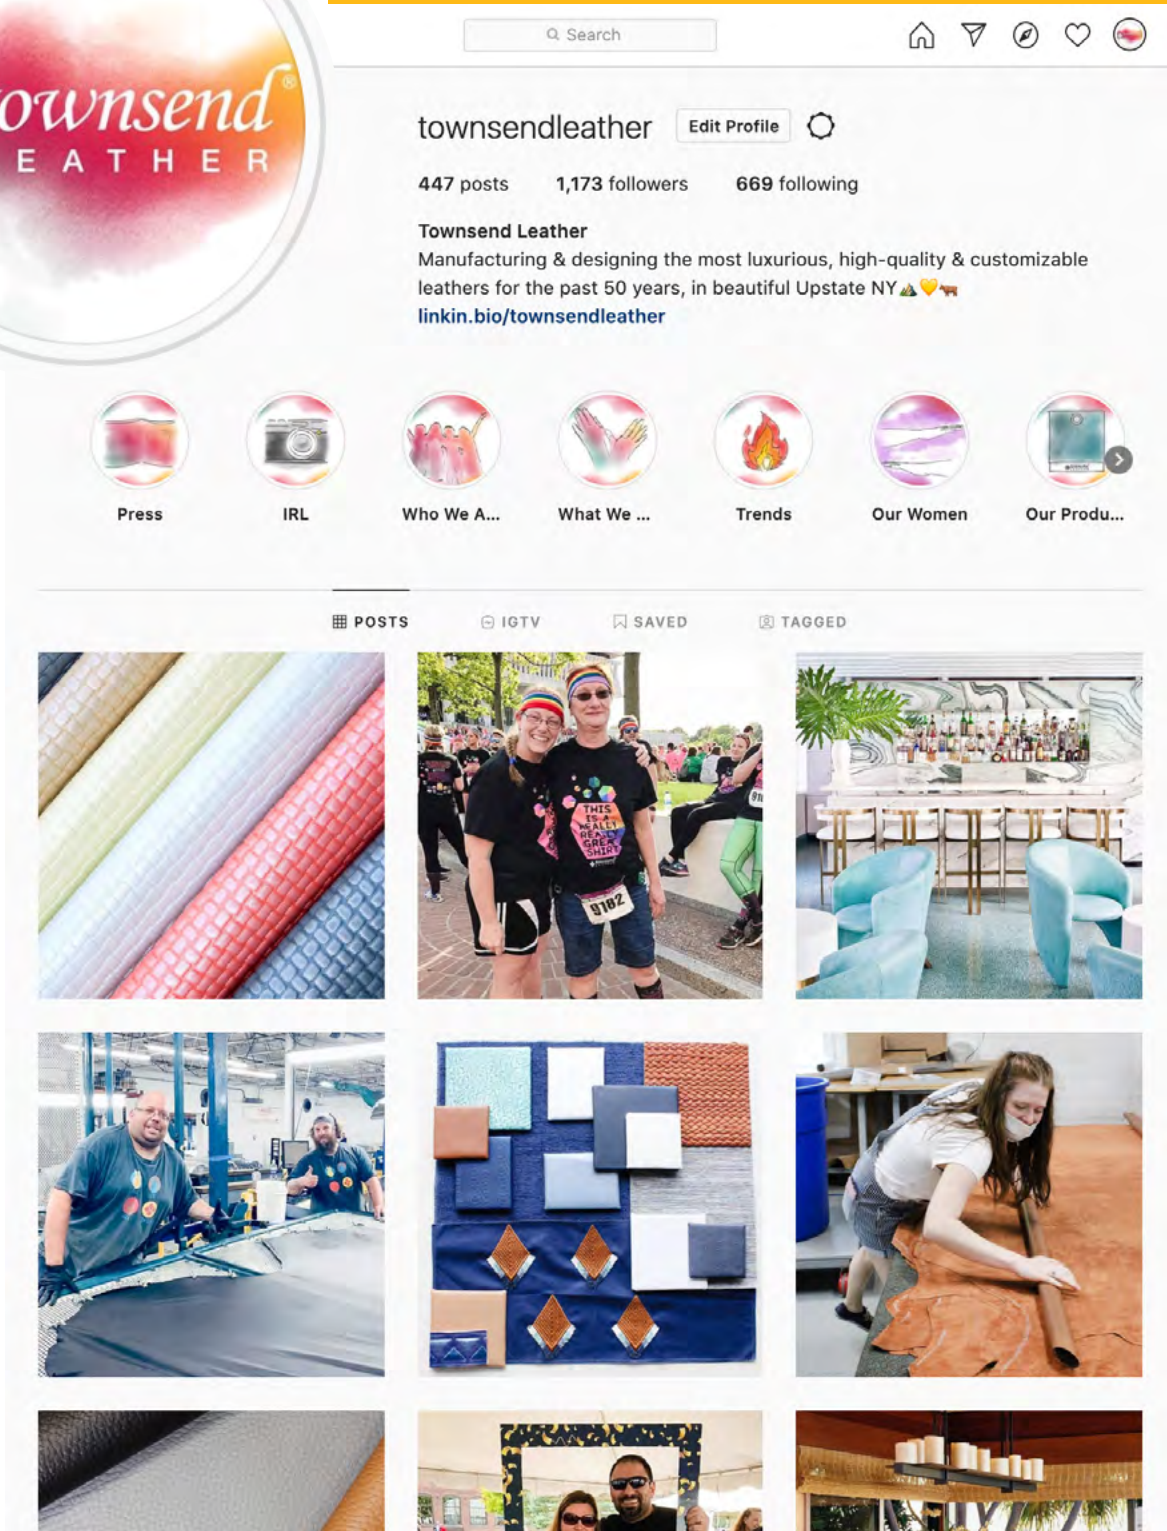 ownsend®
EATHER
Search
townsendleather
Edit Profile
447 posts 1,173 followers 669 following
Townsend Leather
Manufacturing & designing the most luxurious, high-quality & customizable
leathers for the past 50 years, in beautiful Upstate NY🏔️💛🐂
linkin.bio/townsendleather
Press IRL Who We A... What We ... Trends Our Women Our Produ...
POSTS IGTV SAVED TAGGED
THIS
IS A
REALLY
REALLY
GREAT
SHIRT
9182